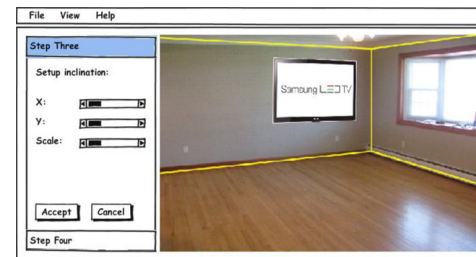 File View Help
Step Three
Setup inclination:
X:
Y:
Scale:
Samsung LED TV
Accept Cancel
Step Four